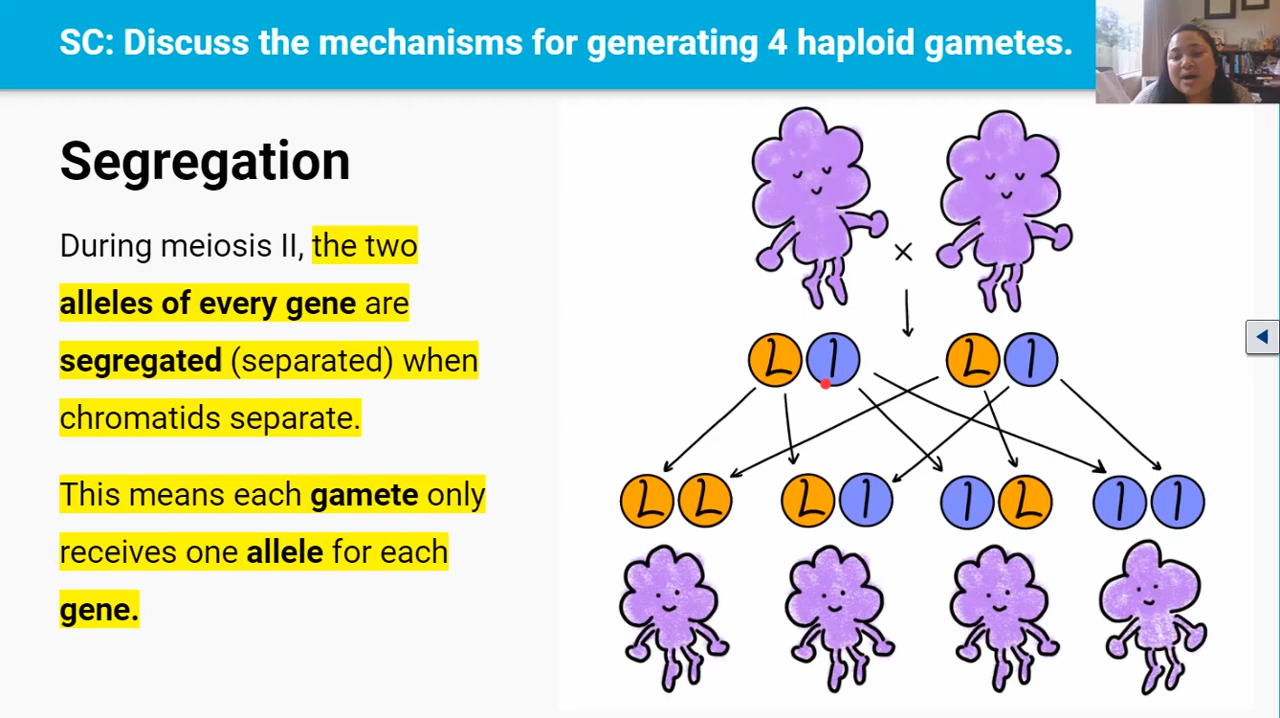 SC: Discuss the mechanisms for generating 4 haploid gametes.
Segregation
During meiosis II, the two
alleles of every gene are
segregated (separated) when
chromatids separate.
This means each gamete only
receives one allele for each
gene.
×
L l L l
L L L l l L l l